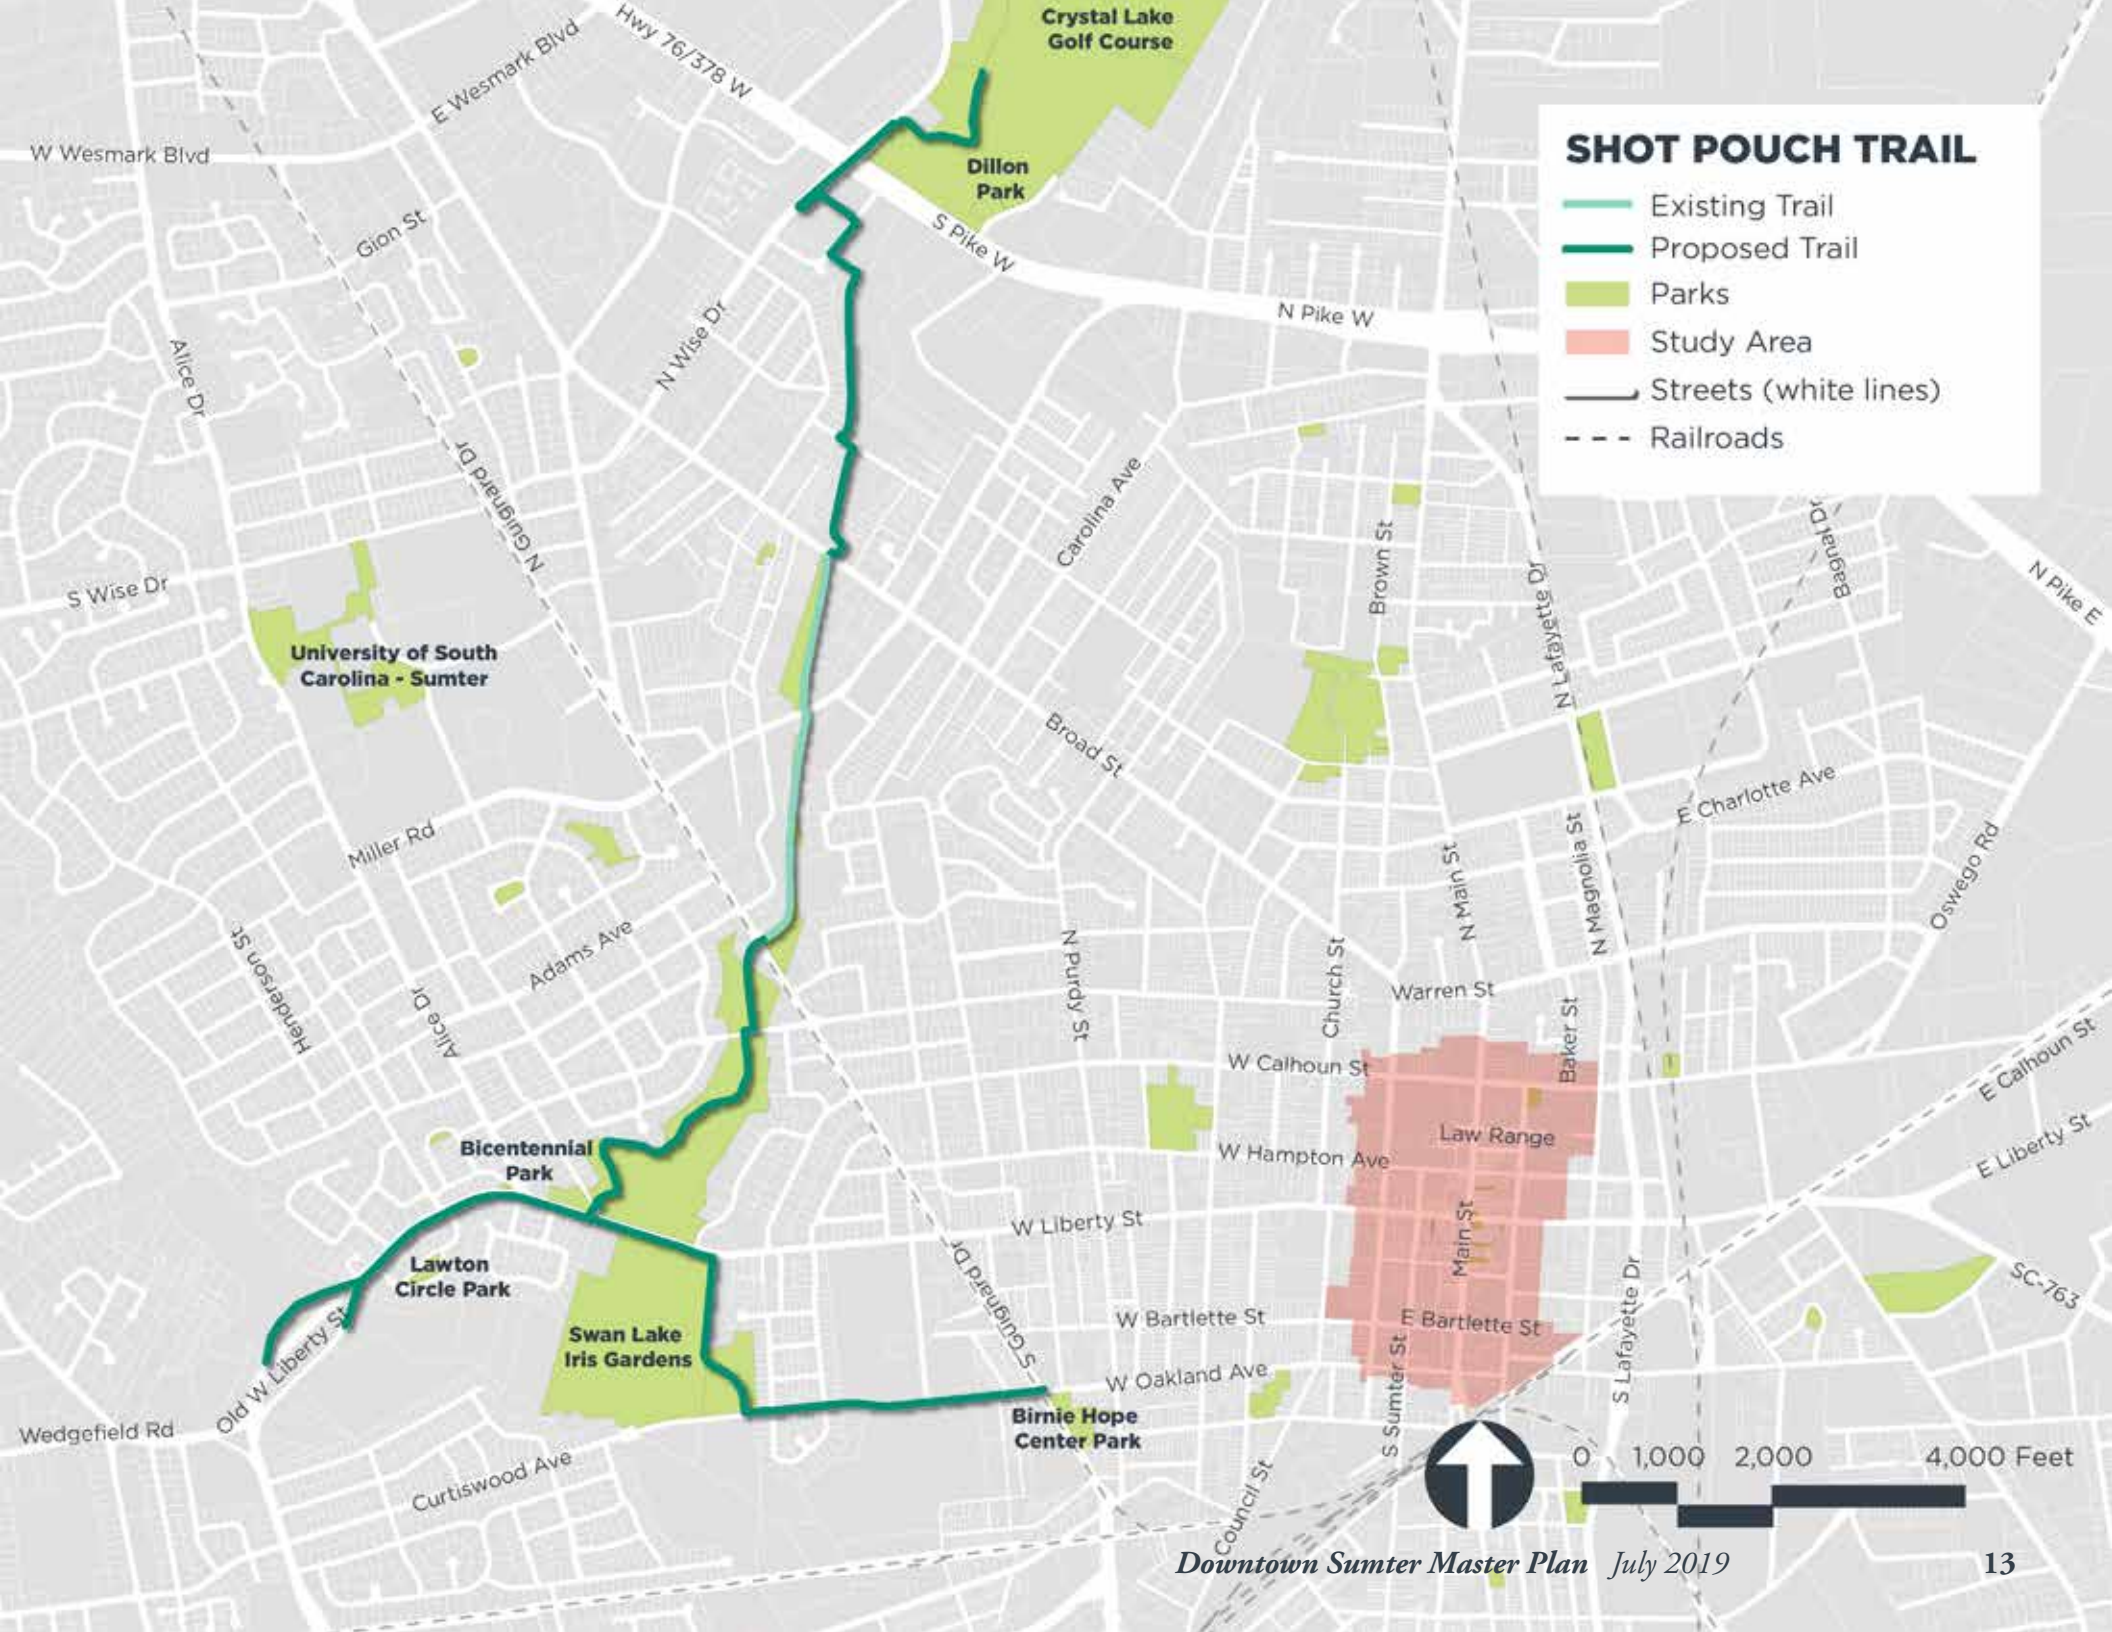 Crystal Lake
Golf Course
Hwy 76/378 W
E Wesmark Blvd
W Wesmark Blvd
Dillon
Park
SHOT POUCH TRAIL
Existing Trail
Proposed Trail
Parks
Study Area
Streets (white lines)
Railroads
Gion St
S Pike W
N Pike W
N Wise Dr
Alice Dr
N Guignard Dr
Carolina Ave
Brown St
N Lafayette Dr
Bagnal Dr
N Pike E
S Wise Dr
University of South
Carolina - Sumter
Broad St
E Charlotte Ave
Miller Rd
N Main St
N Magnolia St
Oswego Rd
Henderson St
Alice Dr
Adams Ave
N Purdy St
Church St
Warren St
Baker St
W Calhoun St
E Calhoun St
Law Range
W Hampton Ave
E Liberty St
Bicentennial
Park
W Liberty St
Main St
Lawton
Circle Park
S Guignard Dr
SC-763
Old W Liberty St
Swan Lake
Iris Gardens
W Bartlette St
E Bartlette St
S Lafayette Dr
W Oakland Ave
S Sumter St
Birnie Hope
Center Park
Wedgefield Rd
Curtiswood Ave
Council St
0 1,000 2,000 4,000 Feet
Downtown Sumter Master Plan July 2019 13